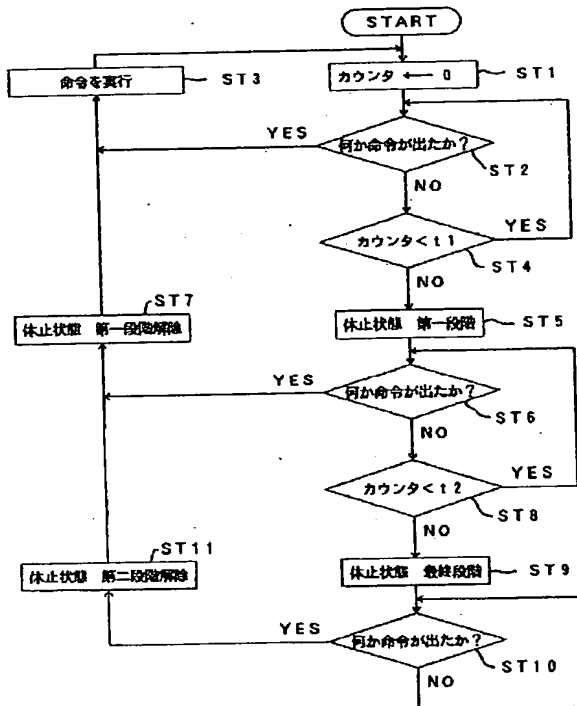 START
命令を実行
ST3
カウンタ ← 0
ST1
YES
何か命令が出たか?
ST2
NO
カウンタ<t1
YES
ST4
NO
ST7
休止状態 第一段階解除
休止状態 第一段階
ST5
YES
何か命令が出たか?
ST6
NO
カウンタ<t2
YES
ST8
NO
ST11
休止状態 第二段階解除
休止状態 最終段階
ST9
YES
何か命令が出たか?
ST10
NO